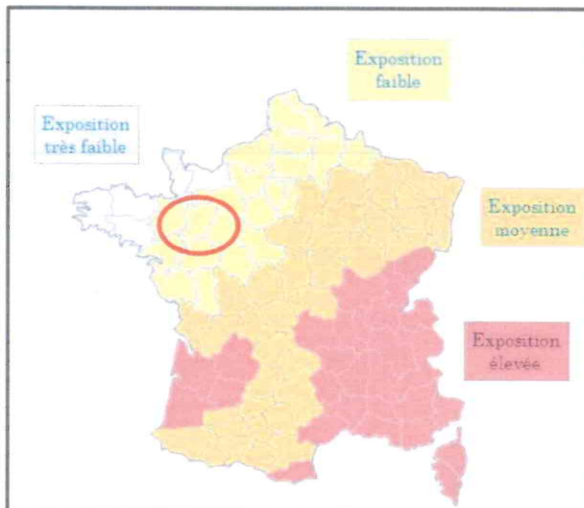 Exposition
faible
Exposition
très faible
Exposition
moyenne
Exposition
élevée